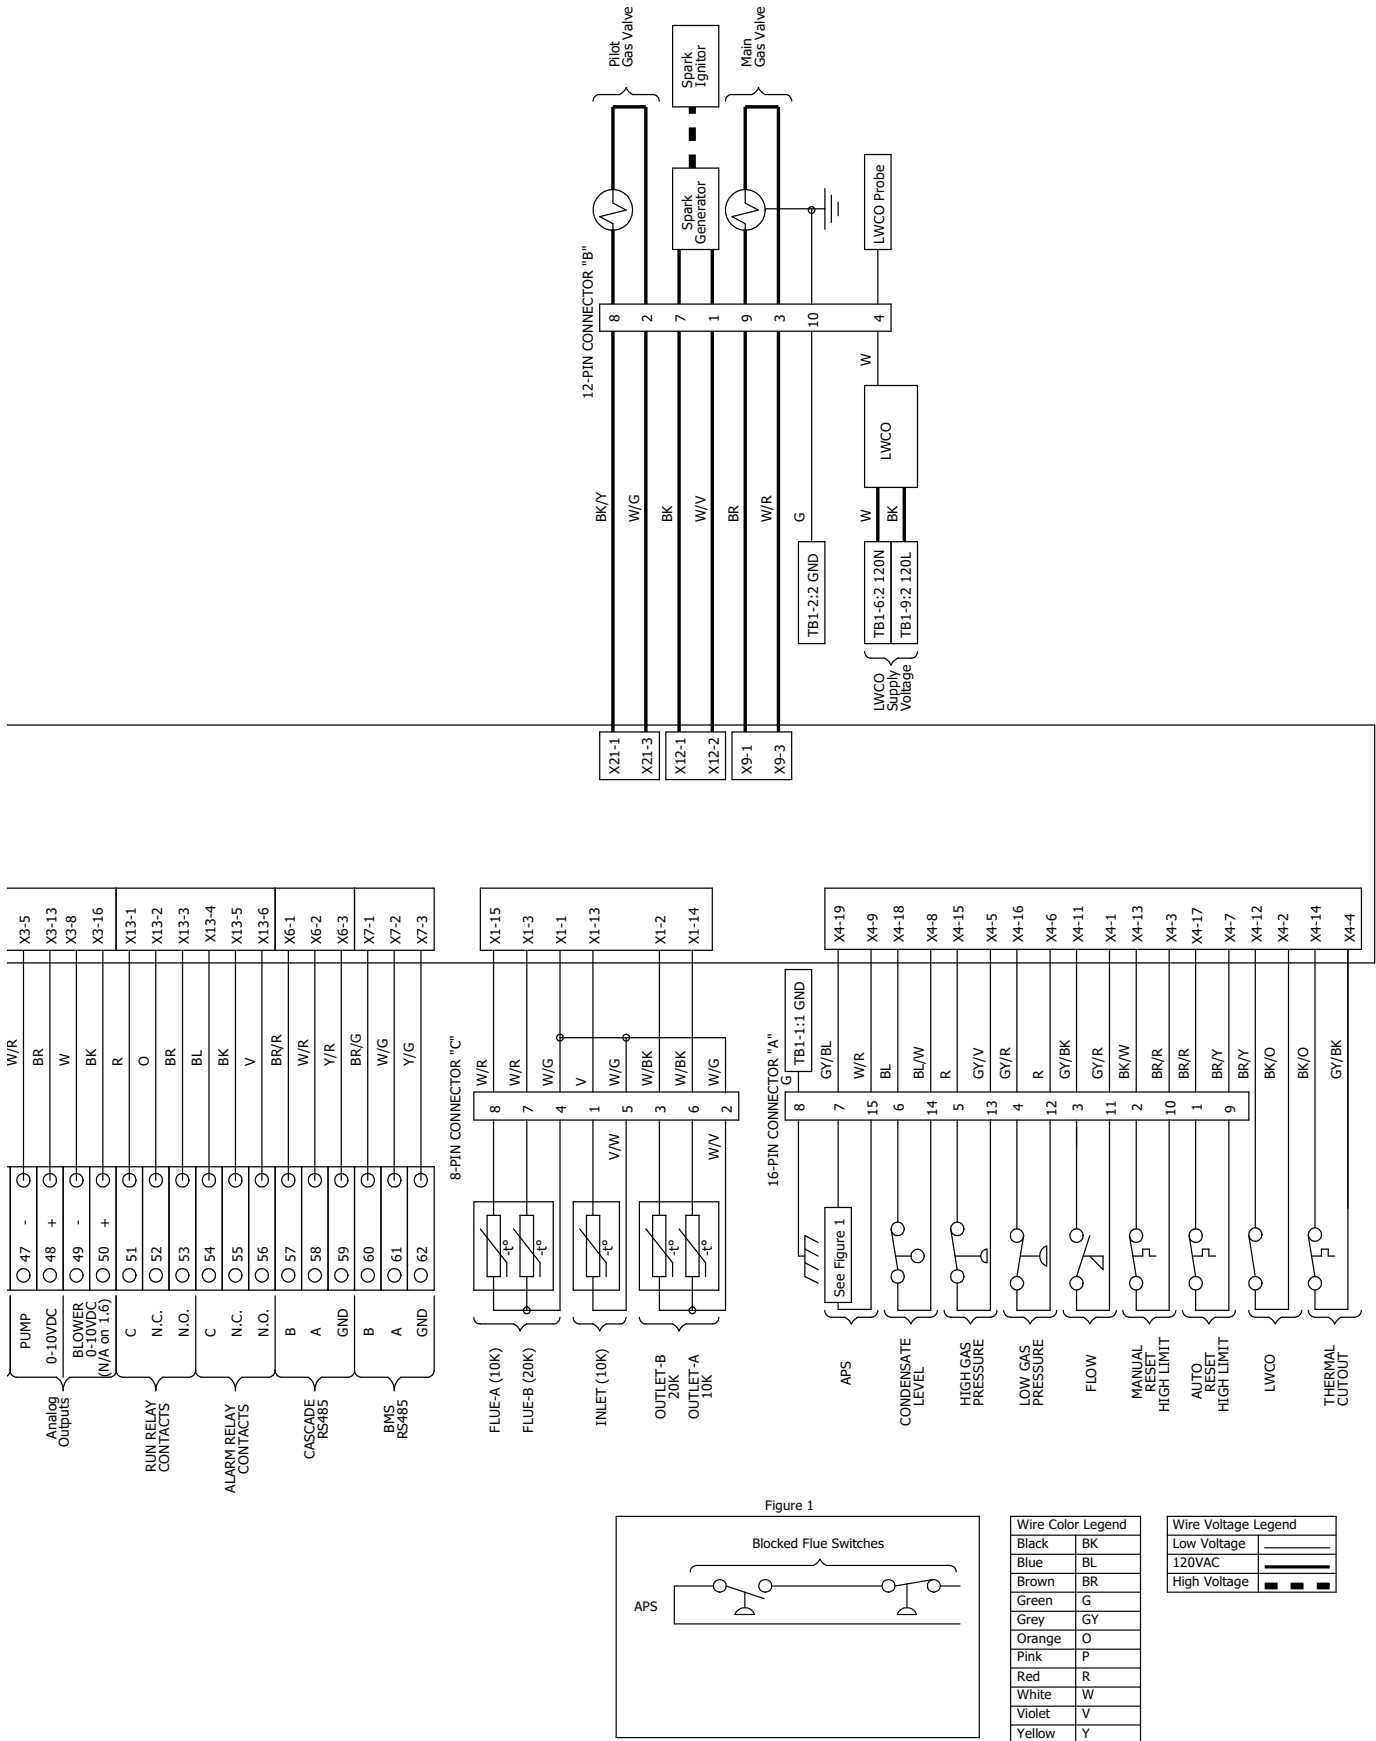 Pilot
Gas Valve
Spark
Ignitor
Main
Gas Valve
Spark
Generator
LWCO Probe
12-PIN CONNECTOR "B"
8
2
7
1
9
3
10
4
W
LWCO
BK/Y
W/G
BK
W/V
BR
W/R
G
W
BK
TB1-2:2 GND
TB1-6:2 120N
TB1-9:2 120L
LWCO
Supply
Voltage
X21-1
X21-3
X12-1
X12-2
X9-1
X9-3
X3-5
X3-13
X3-8
X3-16
X13-1
X13-2
X13-3
X13-4
X13-5
X13-6
X6-1
X6-2
X6-3
X7-1
X7-2
X7-3
X1-15
X1-3
X1-1
X1-13
X1-2
X1-14
X4-19
X4-9
X4-18
X4-8
X4-15
X4-5
X4-16
X4-6
X4-11
X4-1
X4-13
X4-3
X4-17
X4-7
X4-12
X4-2
X4-14
X4-4
W/R
BR
W
BK
R
O
BR
BL
BK
V
BR/R
W/R
Y/R
BR/G
W/G
Y/G
8-PIN CONNECTOR "C"
W/R
W/R
W/G
V
W/G
W/BK
W/BK
W/G
8
7
4
1
5
3
6
2
V/W
W/V
16-PIN CONNECTOR "A"
G
TB1-1:1 GND
GY/BL
W/R
BL
BL/W
R
GY/V
GY/R
R
GY/BK
GY/R
BK/W
BR/R
BR/R
BR/Y
BR/Y
BK/O
BK/O
GY/BK
8
7
15
6
14
5
13
4
12
3
11
2
10
1
9
47 -
48 +
49 -
50 +
51
52
53
54
55
56
57
58
59
60
61
62
-t°
-t°
-t°
-t°
-t°
See Figure 1
PUMP
0-10VDC
BLOWER
0-10VDC
(N/A on 1.6)
C
N.C.
N.O.
C
N.C.
N.O.
B
A
GND
B
A
GND
Analog
Outputs
RUN RELAY
CONTACTS
ALARM RELAY
CONTACTS
CASCADE
RS485
BMS
RS485
FLUE-A (10K)
FLUE-B (20K)
INLET (10K)
OUTLET-B
20K
OUTLET-A
10K
APS
CONDENSATE
LEVEL
HIGH GAS
PRESSURE
LOW GAS
PRESSURE
FLOW
MANUAL
RESET
HIGH LIMIT
AUTO
RESET
HIGH LIMIT
LWCO
THERMAL
CUTOUT
Figure 1
Blocked Flue Switches
APS
Wire Color Legend
Black BK
Blue BL
Brown BR
Green G
Grey GY
Orange O
Pink P
Red R
White W
Violet V
Yellow Y
Wire Voltage Legend
Low Voltage
120VAC
High Voltage